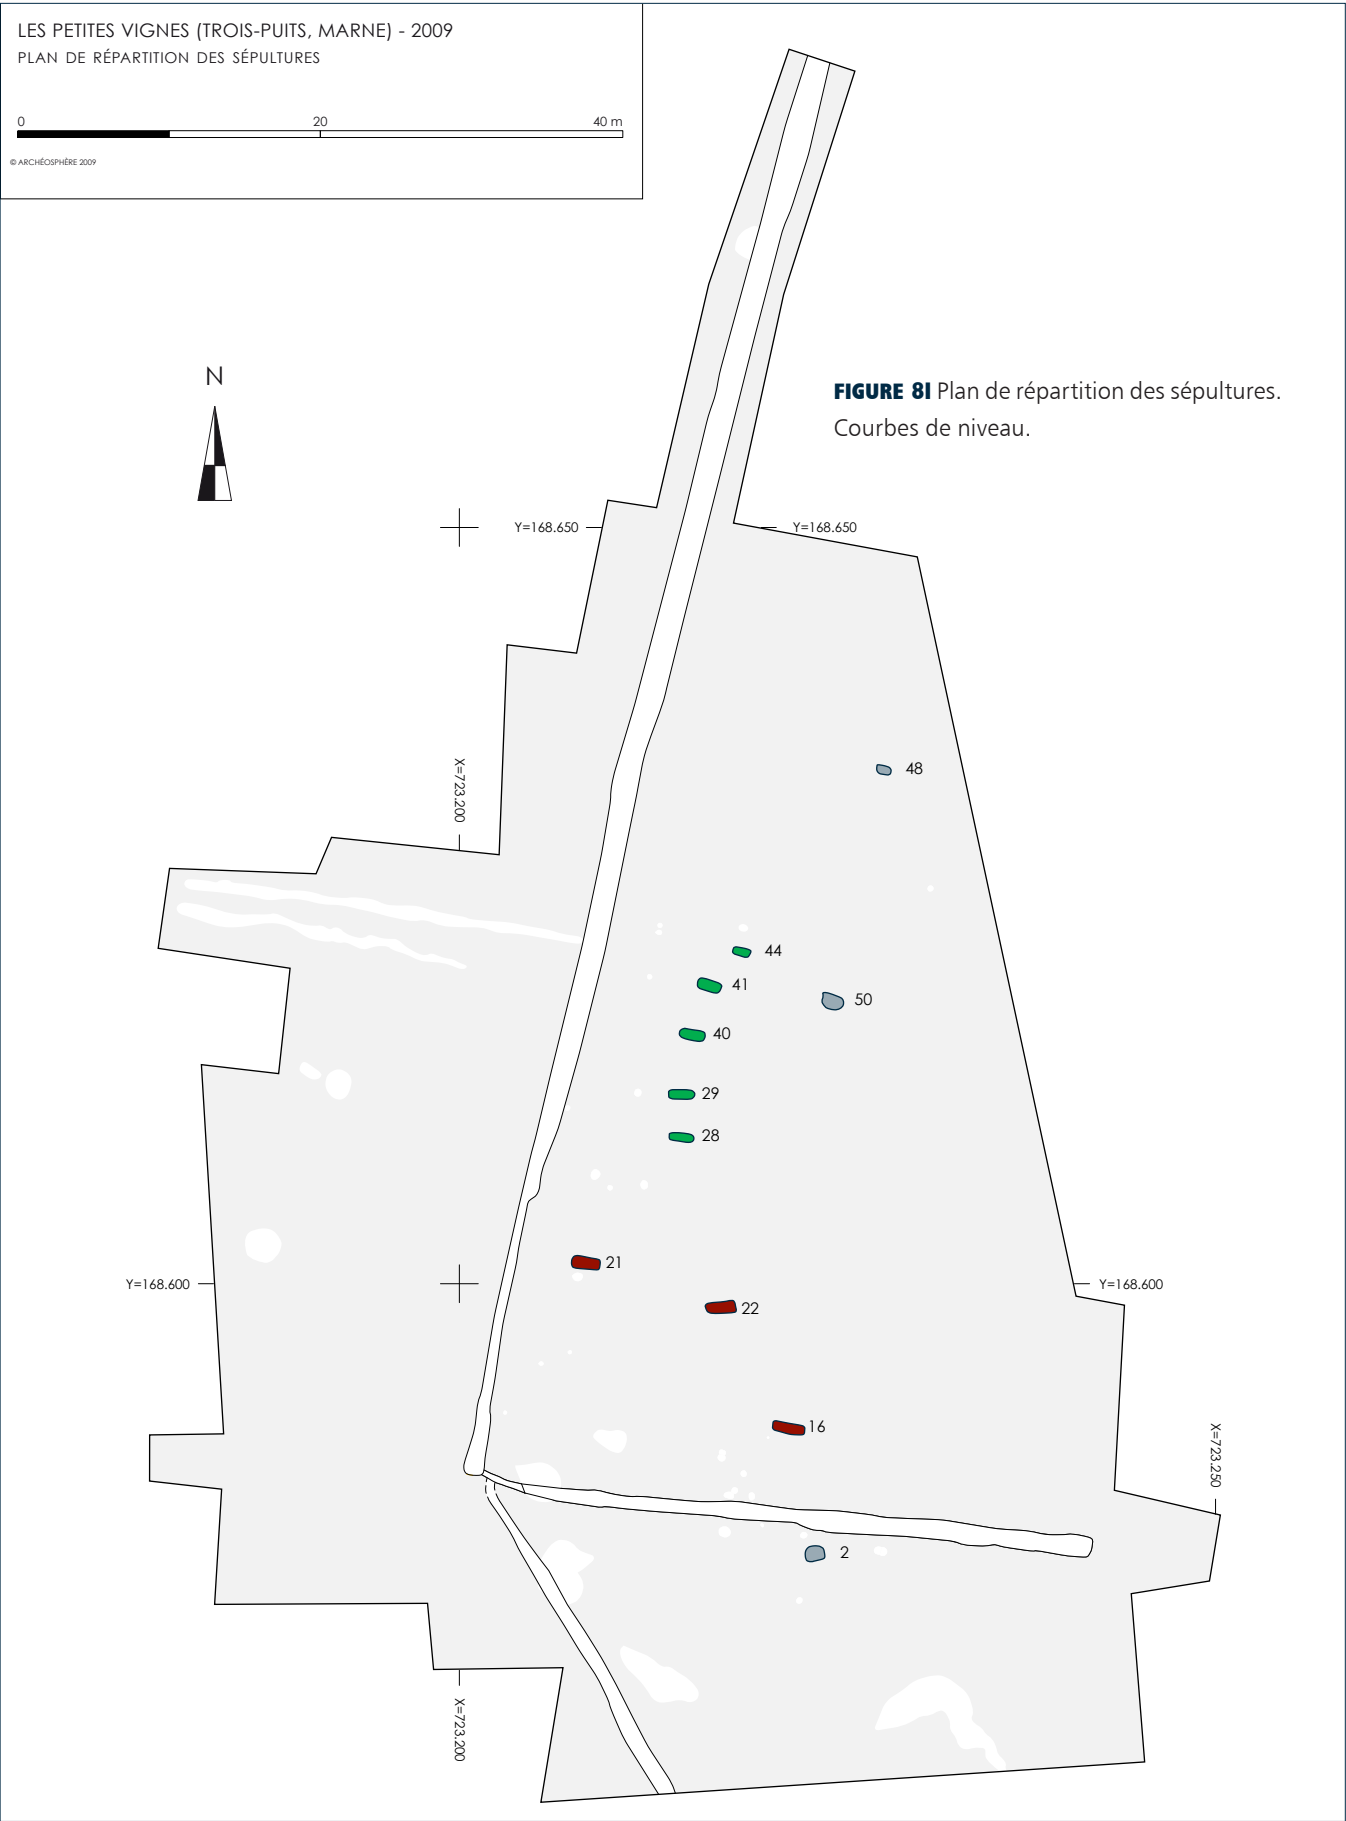 LES PETITES VIGNES (TROIS-PUITS, MARNE) - 2009
PLAN DE RÉPARTITION DES SÉPULTURES
0 20 40 m
© ARCHÉOSPHÈRE 2009
N
FIGURE 8I Plan de répartition des sépultures.
Courbes de niveau.
Y=168.650 Y=168.650
X=723.200
48
44
41
50
40
29
28
21
Y=168.600 Y=168.600
22
16
X=723.250
2
X=723.200